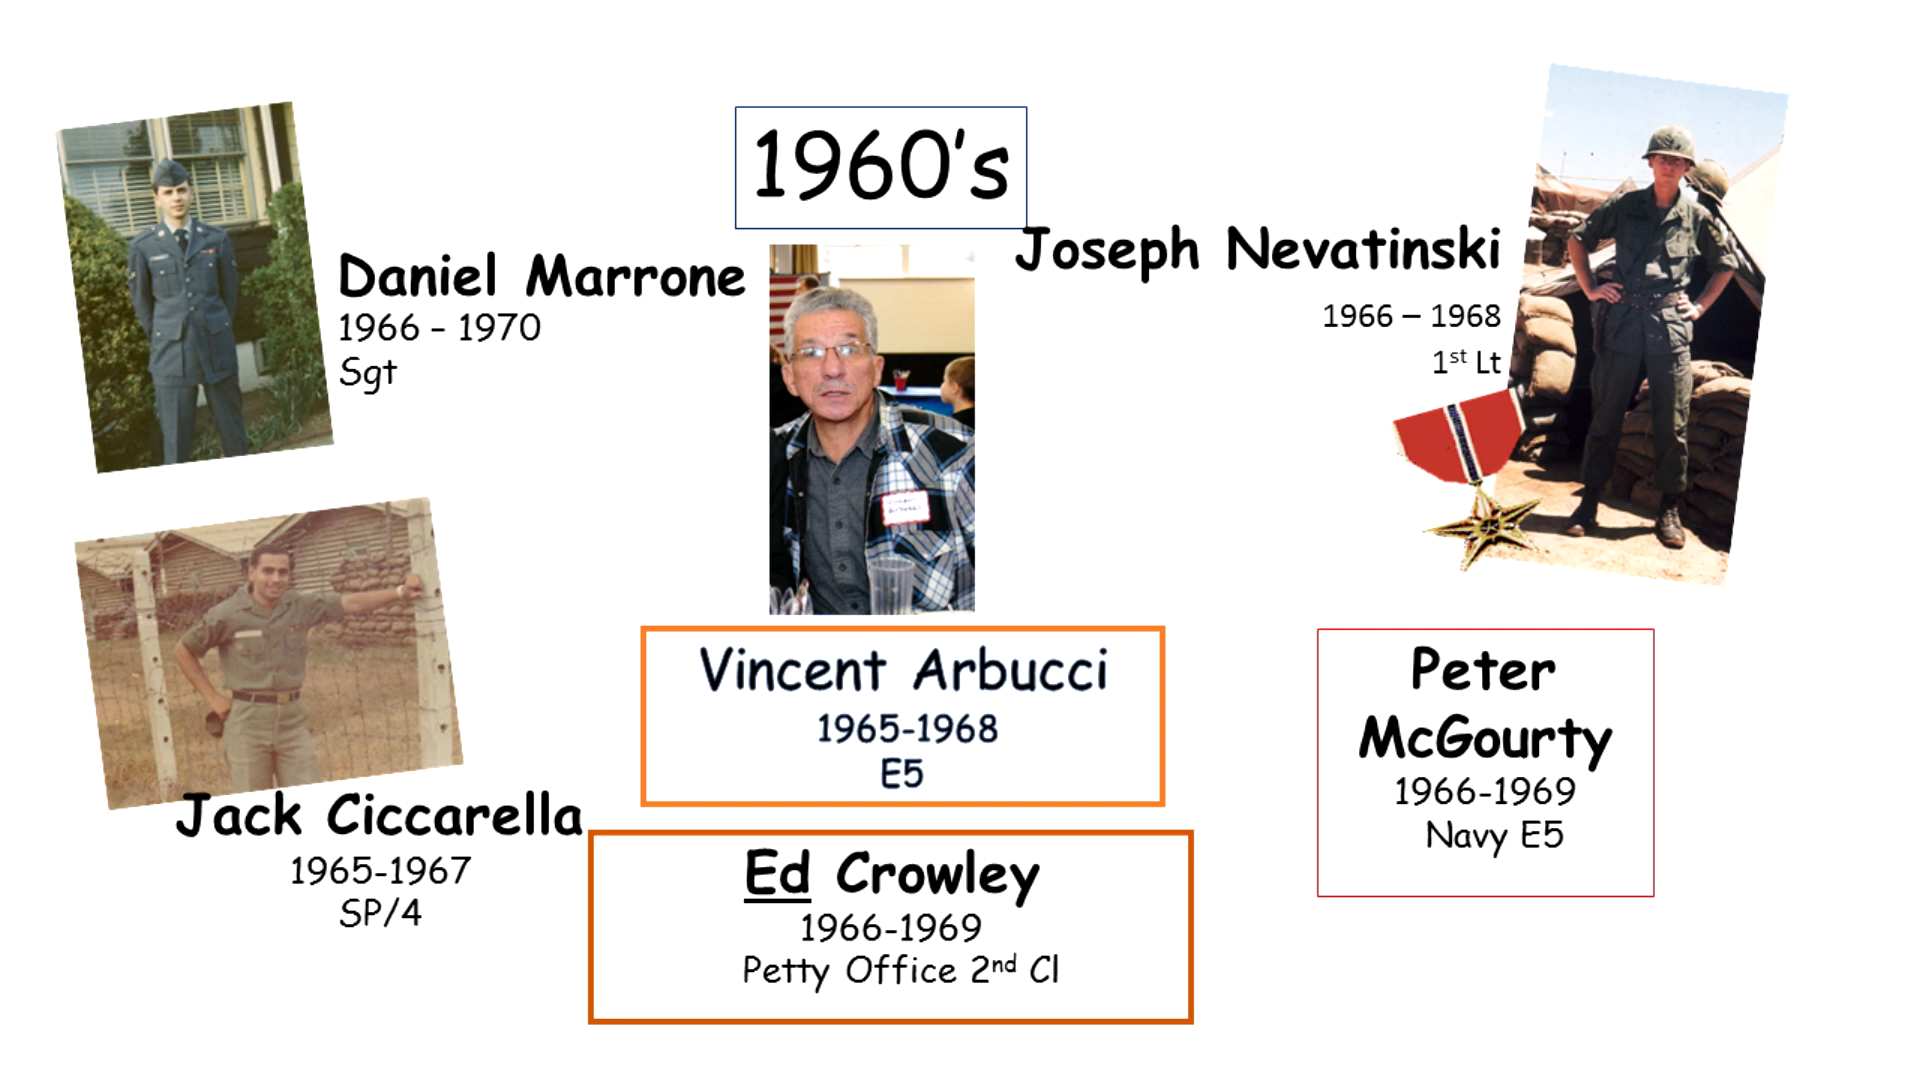 1960's
Daniel Marrone
1966 - 1970
Sgt
Joseph Nevatinski
1966 – 1968
1st Lt
Jack Ciccarella
1965-1967
SP/4
Vincent Arbucci
1965-1968
E5
Ed Crowley
1966-1969
Petty Office 2nd Cl
Peter
McGourty
1966-1969
Navy E5